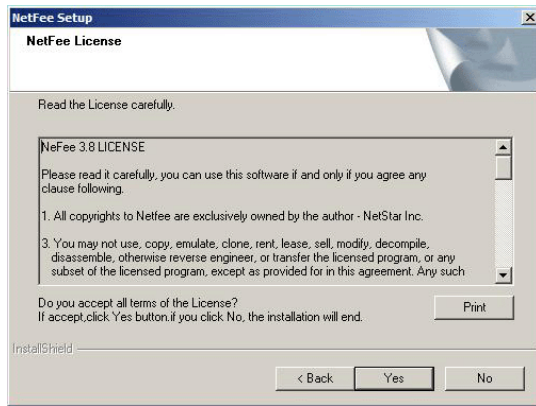 NetFee Setup
NetFee License
Read the License carefully.
NeFee 3.8 LICENSE
Please read it carefully, you can use this software if and only if you agree any
clause following.
1. All copyrights to Netfee are exclusively owned by the author - NetStar Inc.
3. You may not use, copy, emulate, clone, rent, lease, sell, modify, decompile,
disassemble, otherwise reverse engineer, or transfer the licensed program, or any
subset of the licensed program, except as provided for in this agreement. Any such
Do you accept all terms of the License?
If accept,click Yes button.if you click No, the installation will end.
Print
InstallShield
< Back
Yes
No